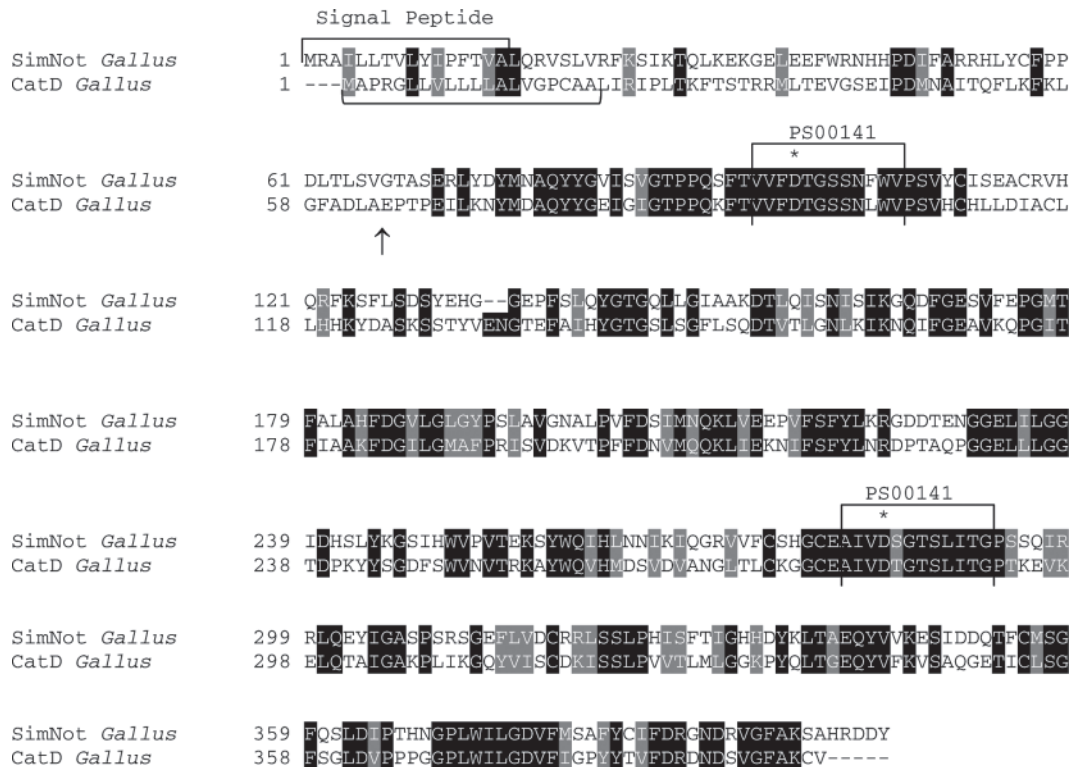 Signal Peptide
SimNot Gallus 1 MRAILLTVLYIPFTVALQRVSLVRFKSIKTQLKEKGELEEFWRNHHPDIFARRHLYCFPP
CatD Gallus 1 ---MAPRGLLVLLLLALVGPCAALIRIPLTKFTSTRRMLTEVGSEIPDMNAITQFLKFKL
PS00141
*
SimNot Gallus 61 DLTLSVGTASERLYDYMNAQYYGVISVGTPPQSFTVVFDTGSSNFWVPSVYCISEACRVH
CatD Gallus 58 GFADLAEPTPEILKNYMDAQYYGEIGIGTPPQKFTVVFDTGSSNLWVPSVHCHLLDIACL
↑
SimNot Gallus 121 QRFKSFLSDSYEHG--GEPFSLQYGTGQLLGIAAKDTLQISNISIKGQDFGESVFEPGMT
CatD Gallus 118 LHHKYDASKSSTYVENGTEFAIHYGTGSLSGFLSQDTVTLGNLKIKNQIFGEAVKQPGIT
SimNot Gallus 179 FALAHFDGVLGLGYPSLAVGNALPVFDSIMNQKLVEEPVFSFYLKRGDDTENGGELILGG
CatD Gallus 178 FIAAKFDGILGMAFPRISVDKVTPFFDNVMQQKLIEKNIFSFYLNRDPTAQPGGELLLGG
PS00141
*
SimNot Gallus 239 IDHSLYKGSIHWVPVTEKSYWQIHLNNIKIQGRVVFCSHGCEAIVDSGTSLITGPSSQIR
CatD Gallus 238 TDPKYYSGDFSWVNVTRKAYWQVHMDSVDVANGLTLCKGGCEAIVDTGTSLITGPTKEVK
SimNot Gallus 299 RLQEYIGASPSRSGEFLVDCRRLSSLPHISFTIGHHDYKLTAEQYVVKESIDDQTFCMSG
CatD Gallus 298 ELQTAIGAKPLIKGQYVISCDKISSLPVVTLMLGGKPYQLTGEQYVFKVSAQGETICLSG
SimNot Gallus 359 FQSLDIPTHNGPLWILGDVFMSAFYCIFDRGNDRVGFAKSAHRDDY
CatD Gallus 358 FSGLDVPPPGGPLWILGDVFIGPYYTVFDRDNDSVGFAKCV-----